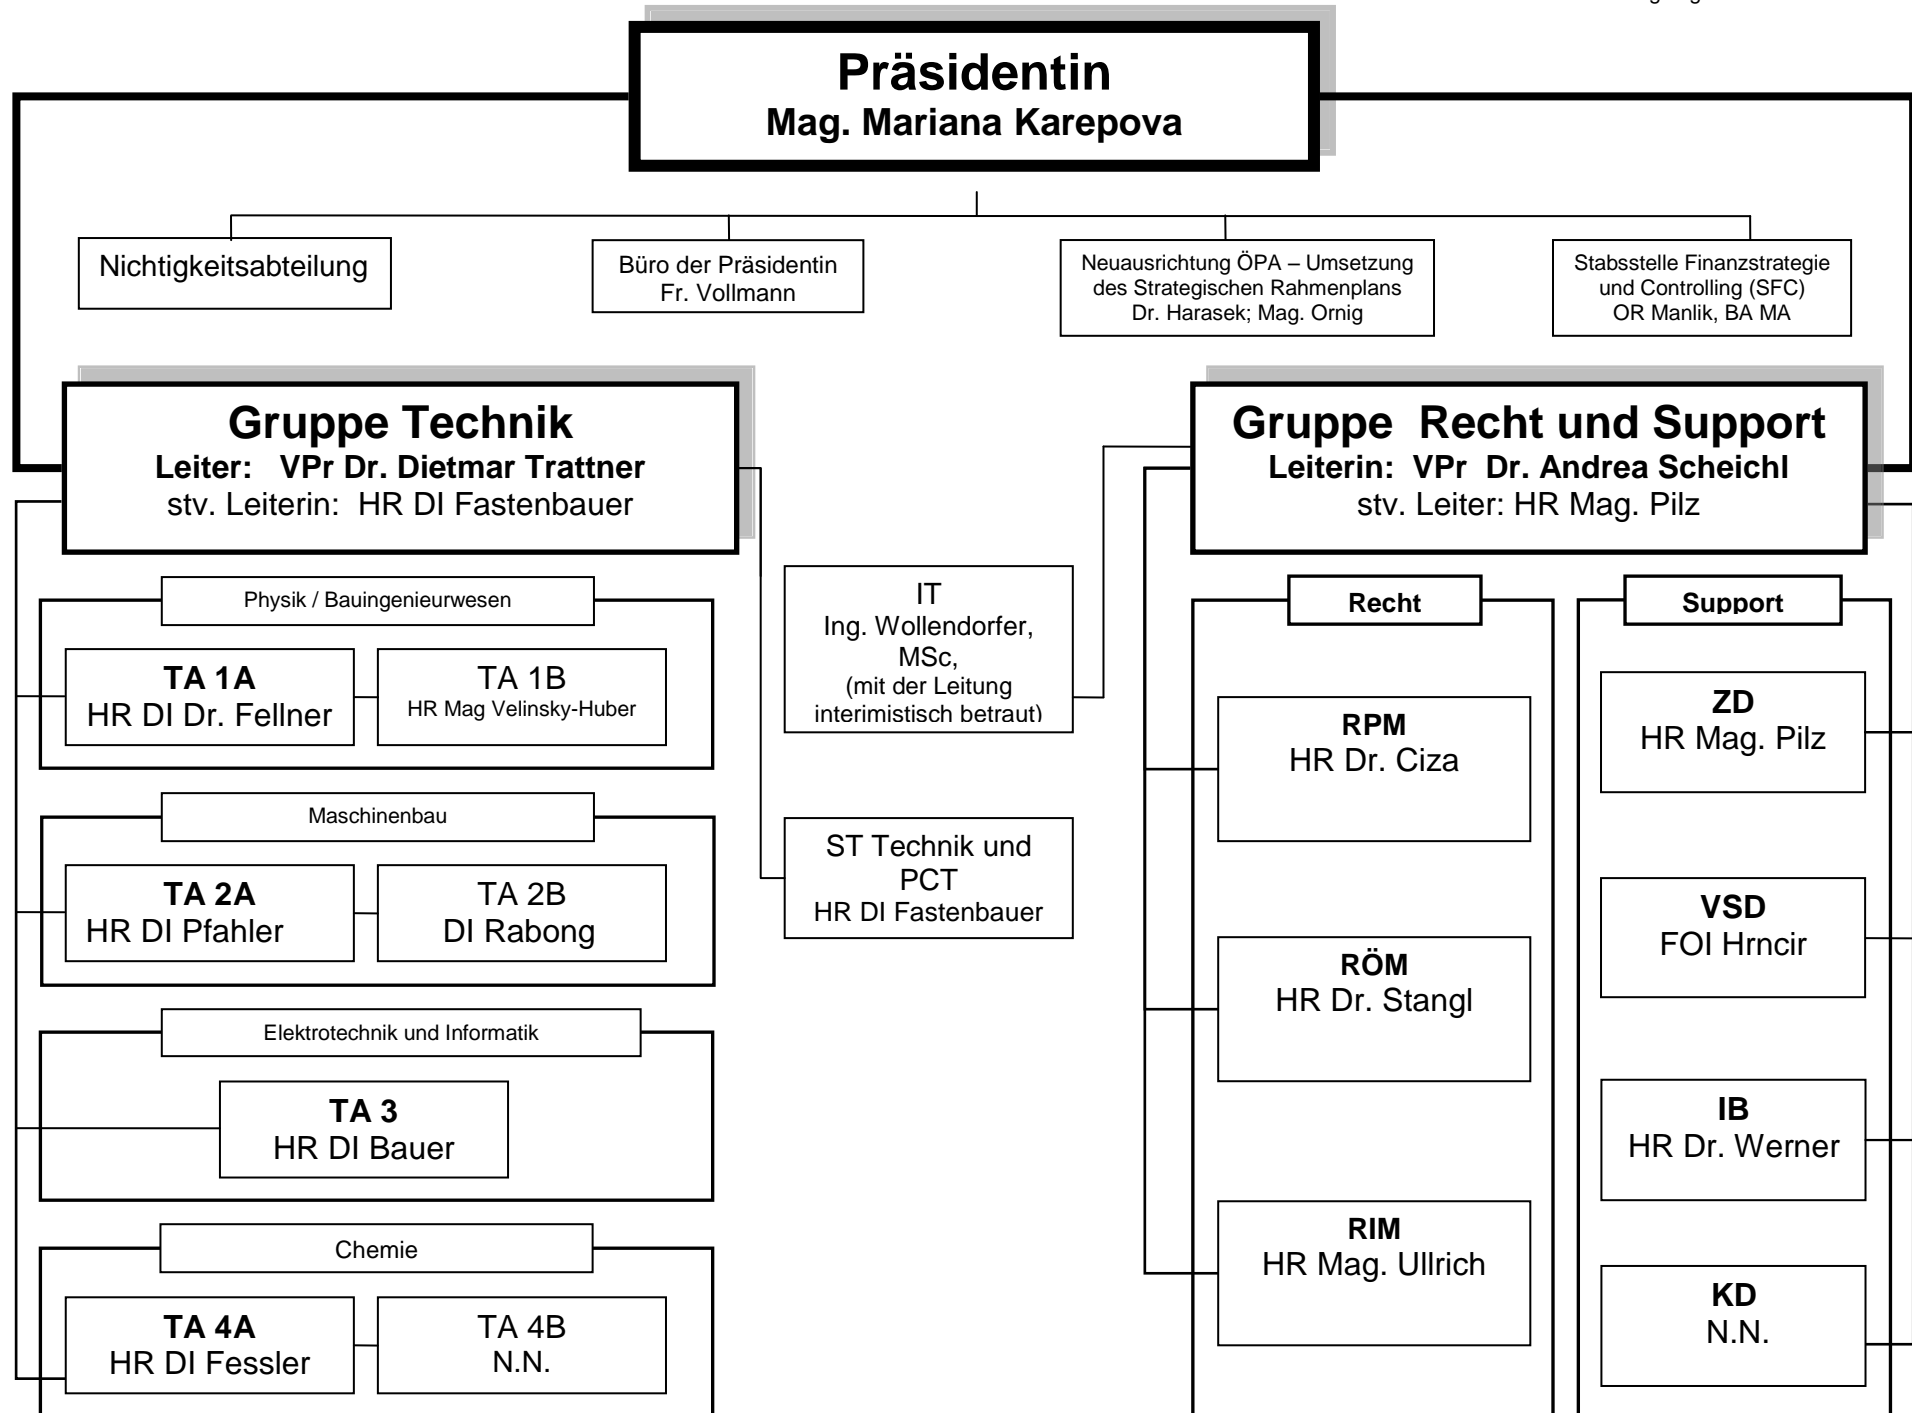 Präsidentin
Mag. Mariana Karepova
Nichtigkeitsabteilung
Büro der Präsidentin
Fr. Vollmann
Neuausrichtung ÖPA – Umsetzung
des Strategischen Rahmenplans
Dr. Harasek; Mag. Ornig
Stabsstelle Finanzstrategie
und Controlling (SFC)
OR Manlik, BA MA
Gruppe Technik
Leiter: VPr Dr. Dietmar Trattner
stv. Leiterin: HR DI Fastenbauer
Gruppe Recht und Support
Leiterin: VPr Dr. Andrea Scheichl
stv. Leiter: HR Mag. Pilz
Physik / Bauingenieurwesen
TA 1A
HR DI Dr. Fellner
TA 1B
HR Mag Velinsky-Huber
Maschinenbau
TA 2A
HR DI Pfahler
TA 2B
DI Rabong
Elektrotechnik und Informatik
TA 3
HR DI Bauer
Chemie
TA 4A
HR DI Fessler
TA 4B
N.N.
IT
Ing. Wollendorfer,
MSc,
(mit der Leitung
interimistisch betraut)
ST Technik und
PCT
HR DI Fastenbauer
Recht
RPM
HR Dr. Ciza
RÖM
HR Dr. Stangl
RIM
HR Mag. Ullrich
Support
ZD
HR Mag. Pilz
VSD
FOI Hrncir
IB
HR Dr. Werner
KD
N.N.